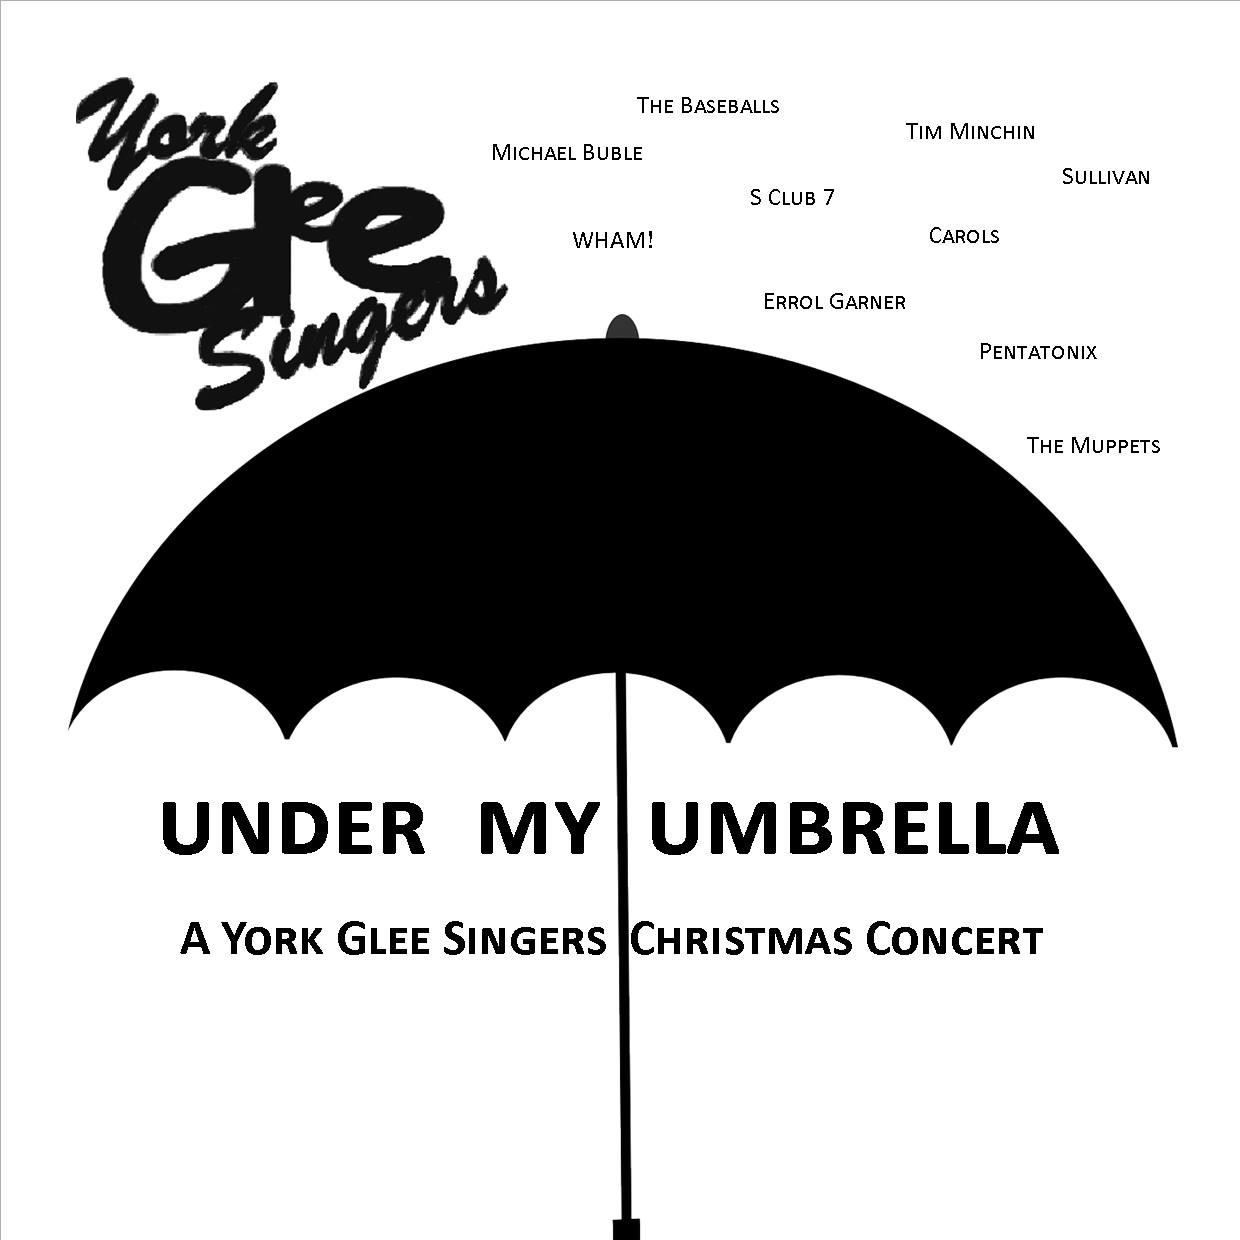 York
Glee
Singers
The Baseballs
Tim Minchin
Michael Buble
Sullivan
S Club 7
Carols
WHAM!
Errol Garner
Pentatonix
The Muppets
UNDER MY UMBRELLA
A York Glee Singers Christmas Concert